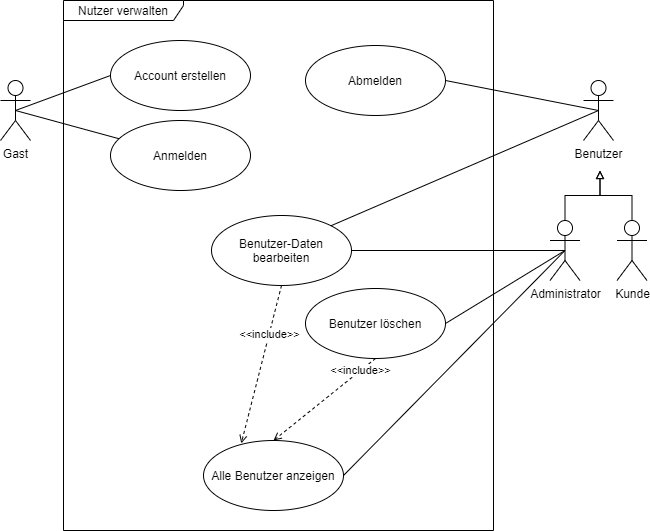 Nutzer verwalten
Account erstellen
Abmelden
Anmelden
Gast
Benutzer
Benutzer-Daten
bearbeiten
Administrator
Kunde
Benutzer löschen
<<include>>
<<include>>
Alle Benutzer anzeigen